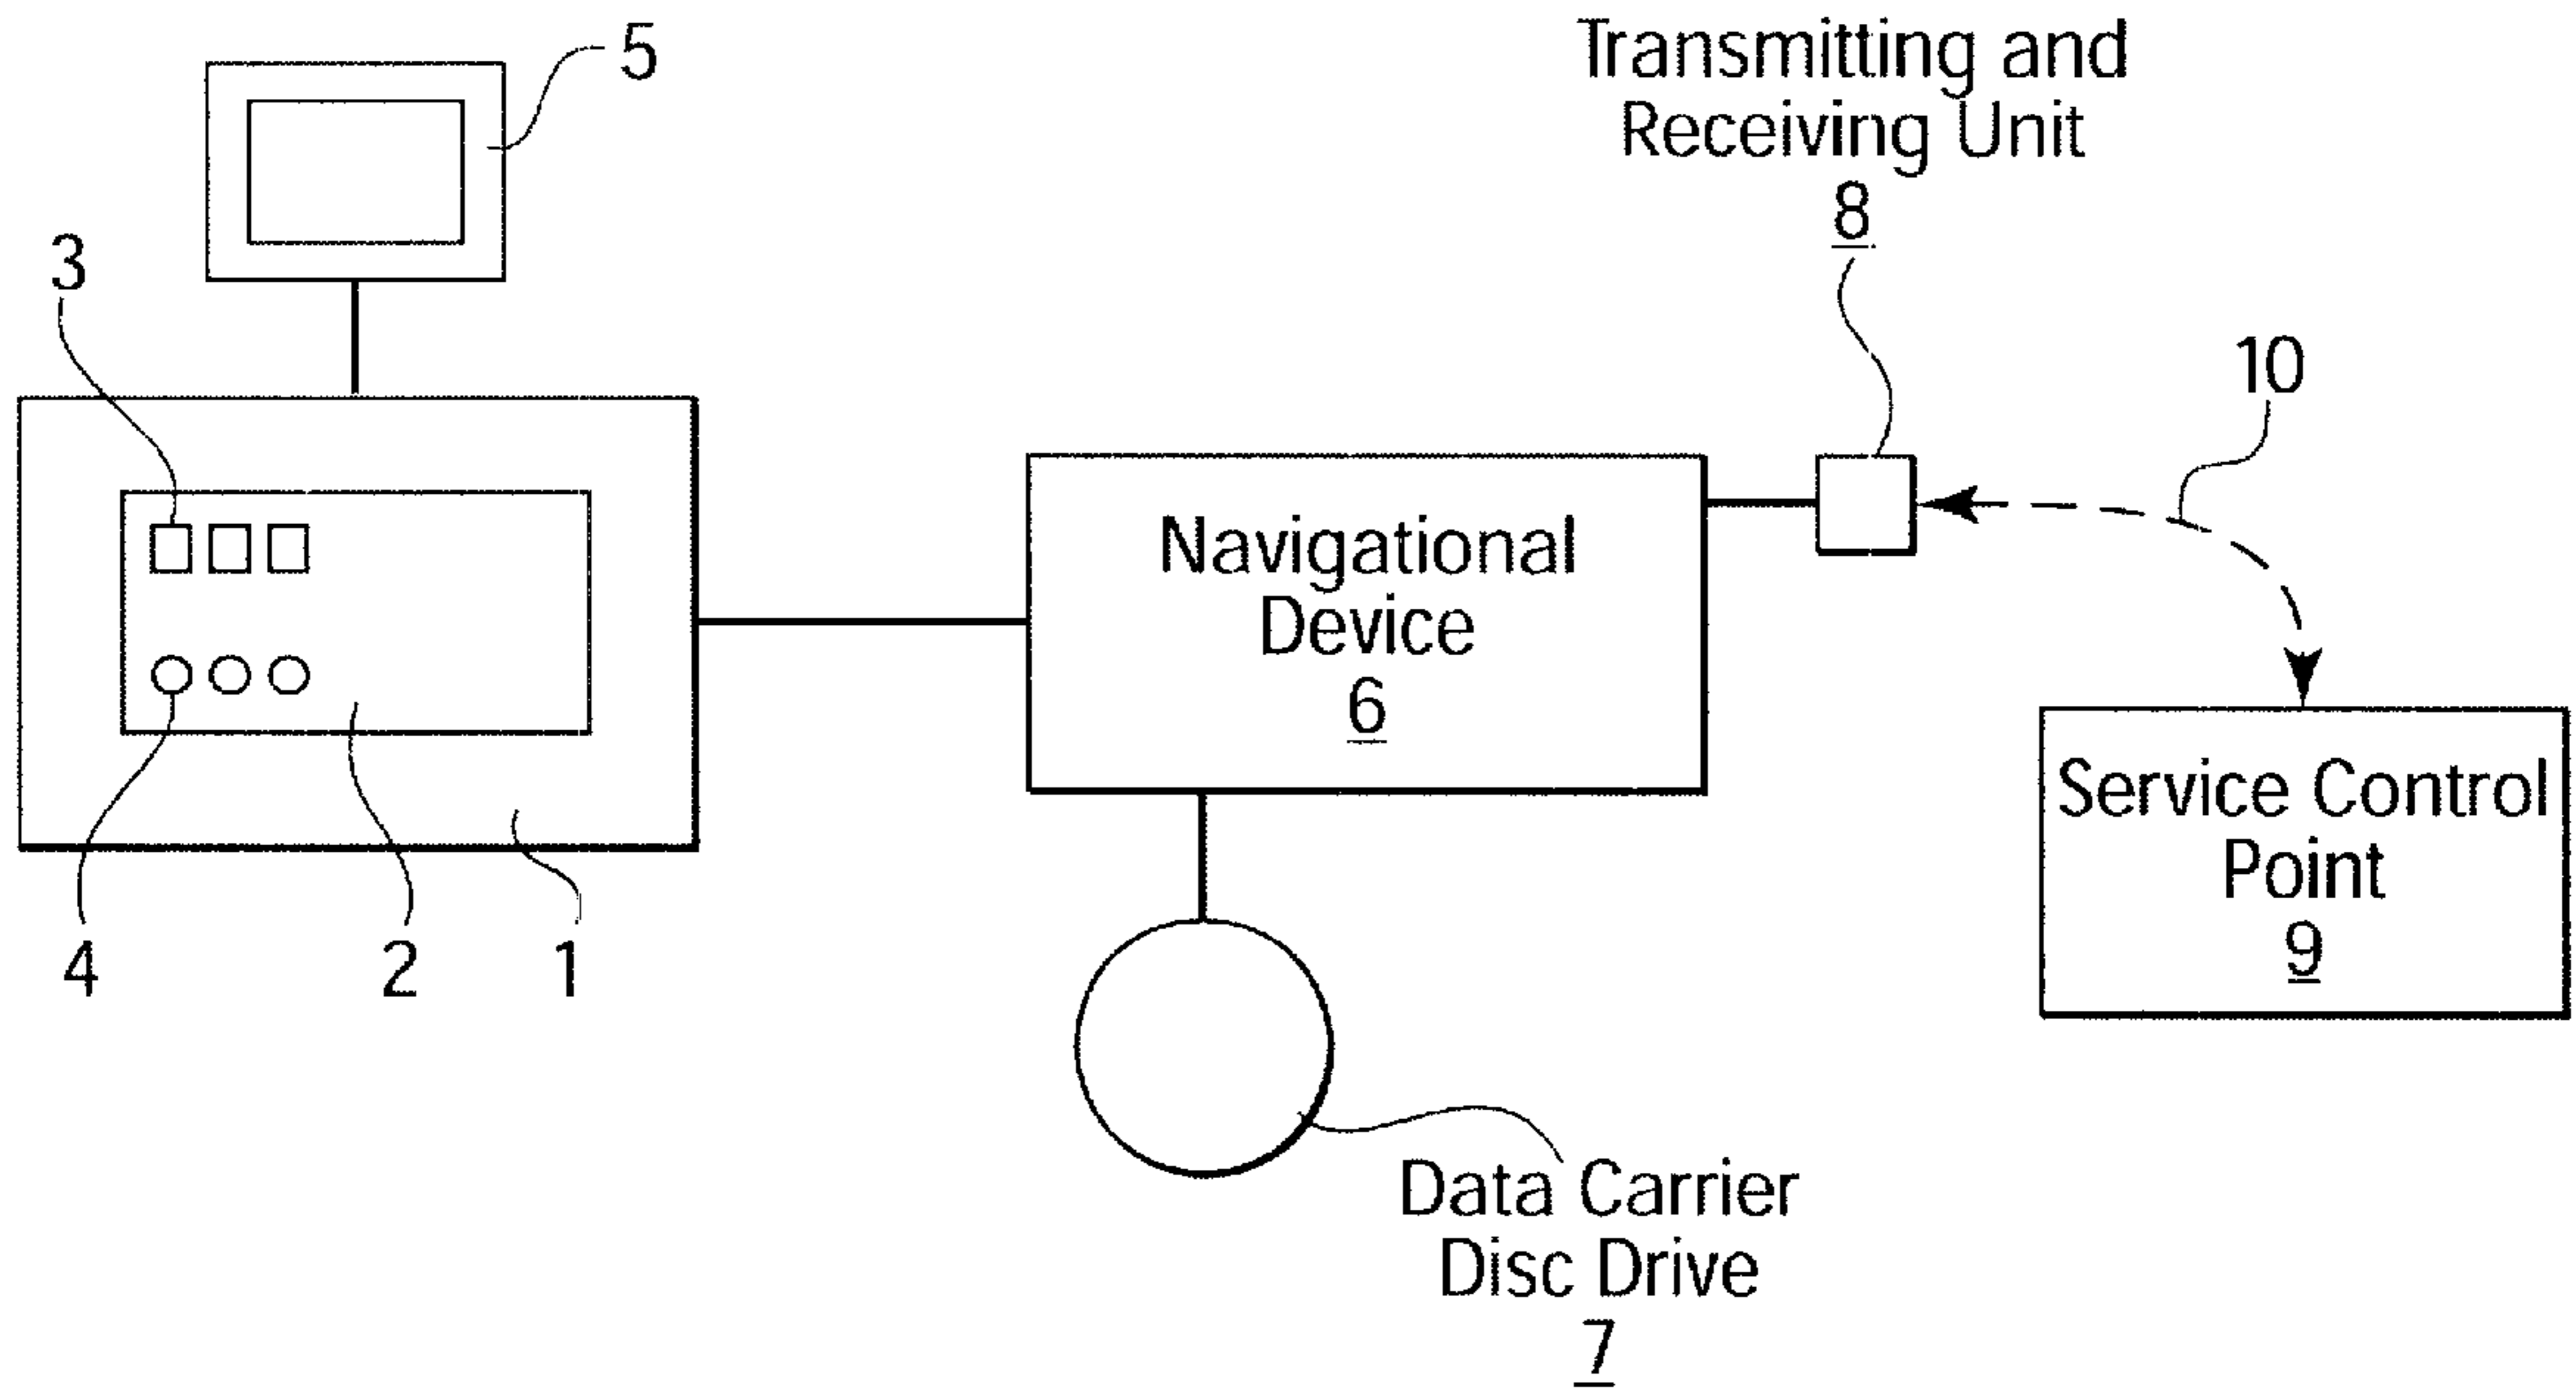 5
Transmitting and
Receiving Unit
8
3
10
Navigational
Device
6
Service Control
Point
9
4
2
1
Data Carrier
Disc Drive
7